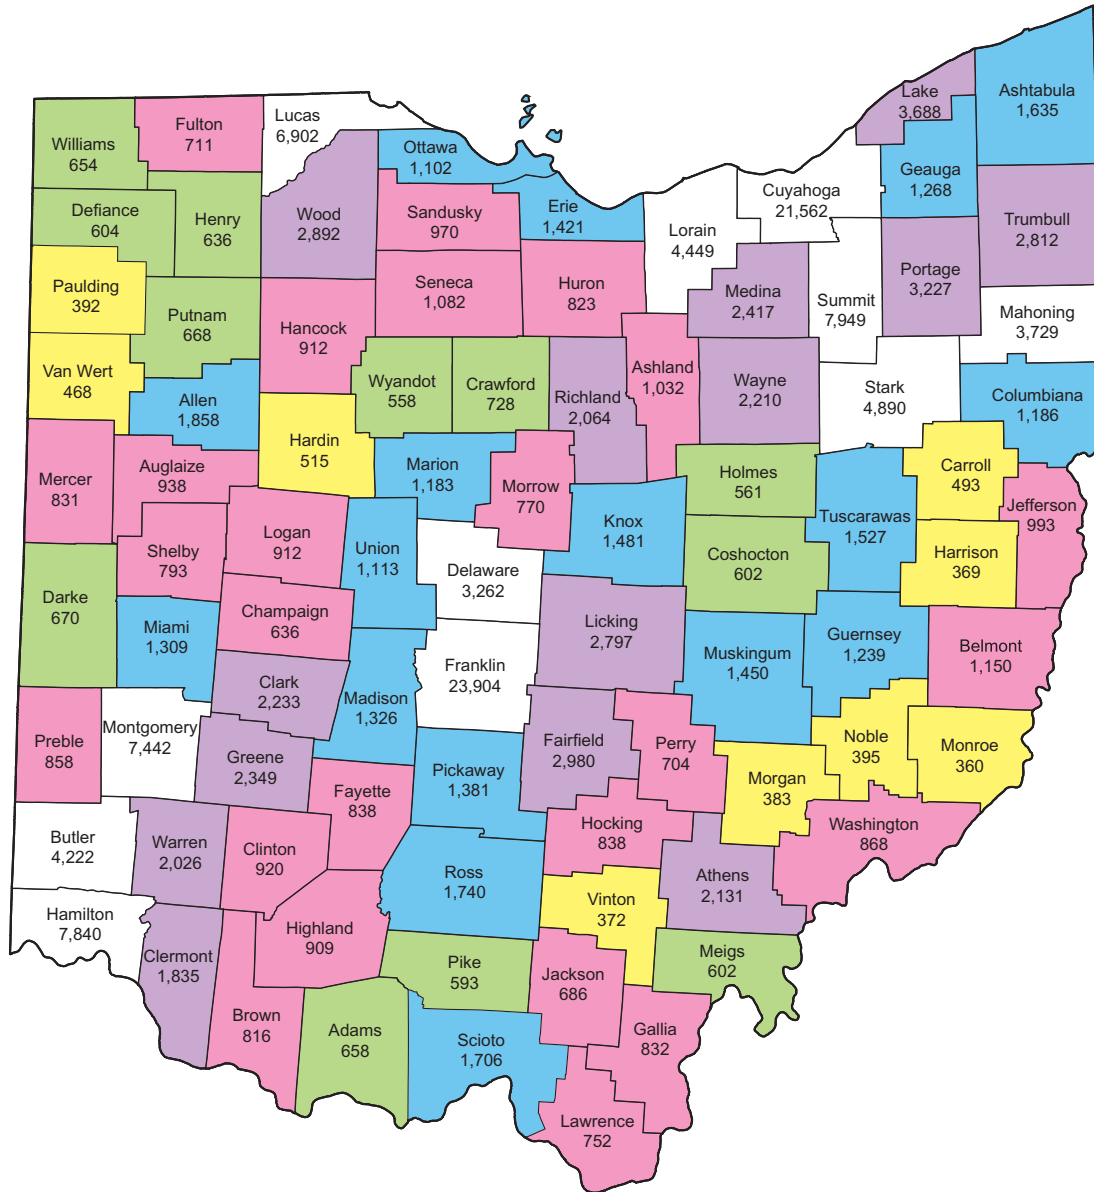 Lake
3,688
Ashtabula
1,635
Lucas
6,902
Fulton
711
Williams
654
Ottawa
1,102
Geauga
1,268
Cuyahoga
21,562
Defiance
604
Henry
636
Wood
2,892
Sandusky
970
Erie
1,421
Lorain
4,449
Trumbull
2,812
Paulding
392
Putnam
668
Hancock
912
Seneca
1,082
Huron
823
Medina
2,417
Summit
7,949
Portage
3,227
Mahoning
3,729
Van Wert
468
Allen
1,858
Wyandot
558
Crawford
728
Richland
2,064
Ashland
1,032
Wayne
2,210
Stark
4,890
Columbiana
1,186
Mercer
831
Auglaize
938
Hardin
515
Marion
1,183
Morrow
770
Holmes
561
Carroll
493
Jefferson
993
Shelby
793
Logan
912
Union
1,113
Delaware
3,262
Knox
1,481
Coshocton
602
Tuscarawas
1,527
Harrison
369
Darke
670
Miami
1,309
Champaign
636
Licking
2,797
Muskingum
1,450
Guernsey
1,239
Belmont
1,150
Clark
2,233
Madison
1,326
Franklin
23,904
Preble
858
Montgomery
7,442
Greene
2,349
Fayette
838
Pickaway
1,381
Fairfield
2,980
Perry
704
Morgan
383
Noble
395
Monroe
360
Butler
4,222
Warren
2,026
Clinton
920
Ross
1,740
Hocking
838
Athens
2,131
Washington
868
Hamilton
7,840
Clermont
1,835
Highland
909
Pike
593
Vinton
372
Meigs
602
Brown
816
Adams
658
Scioto
1,706
Jackson
686
Gallia
832
Lawrence
752